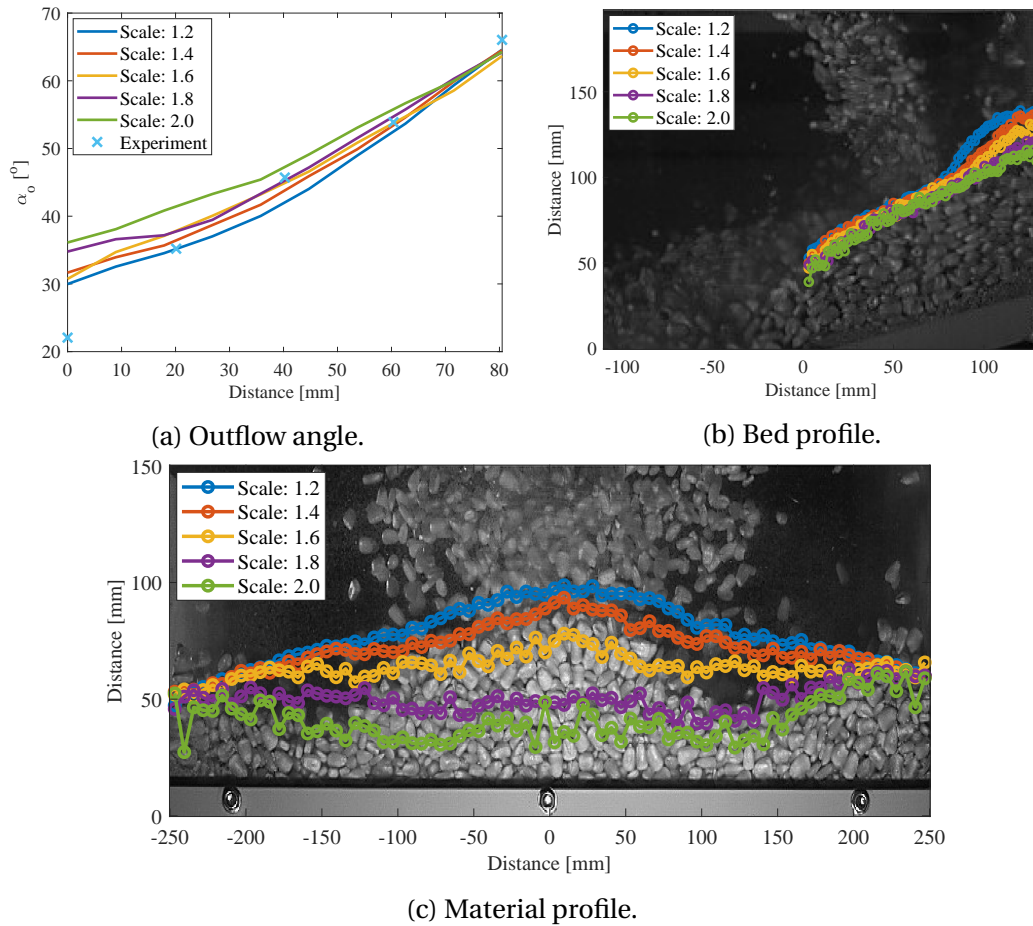 70
60
50
40
30
20
α_o [°]
0 10 20 30 40 50 60 70 80
Distance [mm]
Scale: 1.2
Scale: 1.4
Scale: 1.6
Scale: 1.8
Scale: 2.0
Experiment
(a) Outflow angle.
150
100
50
0
Distance [mm]
-100 -50 0 50 100
Distance [mm]
Scale: 1.2
Scale: 1.4
Scale: 1.6
Scale: 1.8
Scale: 2.0
(b) Bed profile.
150
100
50
0
Distance [mm]
-250 -200 -150 -100 -50 0 50 100 150 200 250
Distance [mm]
Scale: 1.2
Scale: 1.4
Scale: 1.6
Scale: 1.8
Scale: 2.0
(c) Material profile.